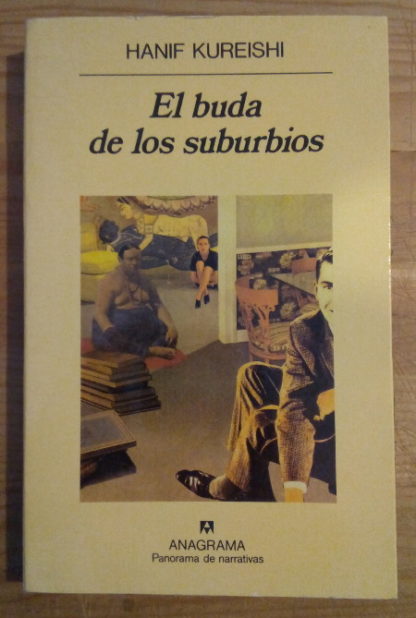 HANIF KUREISHI
El buda
de los suburbios
ANAGRAMA
Panorama de narrativas